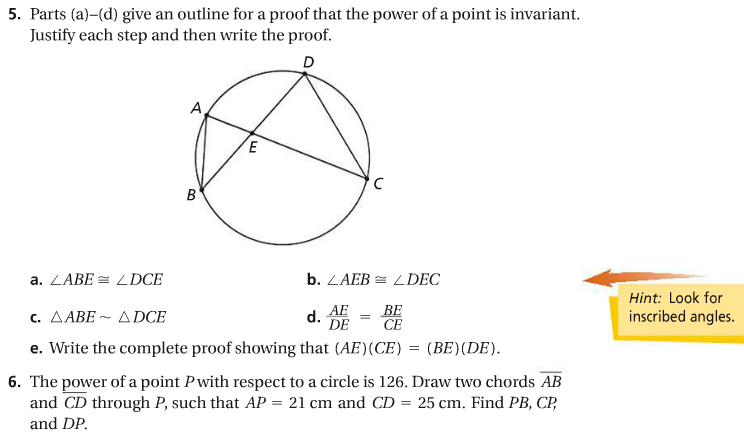 5. Parts (a)–(d) give an outline for a proof that the power of a point is invariant.
Justify each step and then write the proof.
D
A
E
C
B
a. ∠ABE ≅ ∠DCE
b. ∠AEB ≅ ∠DEC
Hint: Look for
inscribed angles.
c. △ABE ~ △DCE
d. AE/DE = BE/CE
e. Write the complete proof showing that (AE)(CE) = (BE)(DE).
6. The power of a point P with respect to a circle is 126. Draw two chords A̅B̅
and C̅D̅ through P, such that AP = 21 cm and CD = 25 cm. Find PB, CP,
and DP.